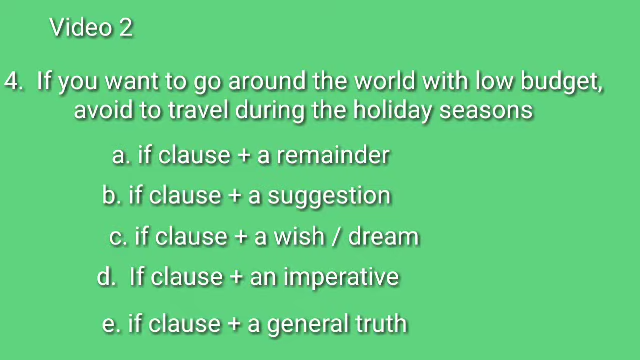 Video 2
4. If you want to go around the world with low budget,
avoid to travel during the holiday seasons
a. if clause + a remainder
b. if clause + a suggestion
c. if clause + a wish / dream
d. If clause + an imperative
e. if clause + a general truth